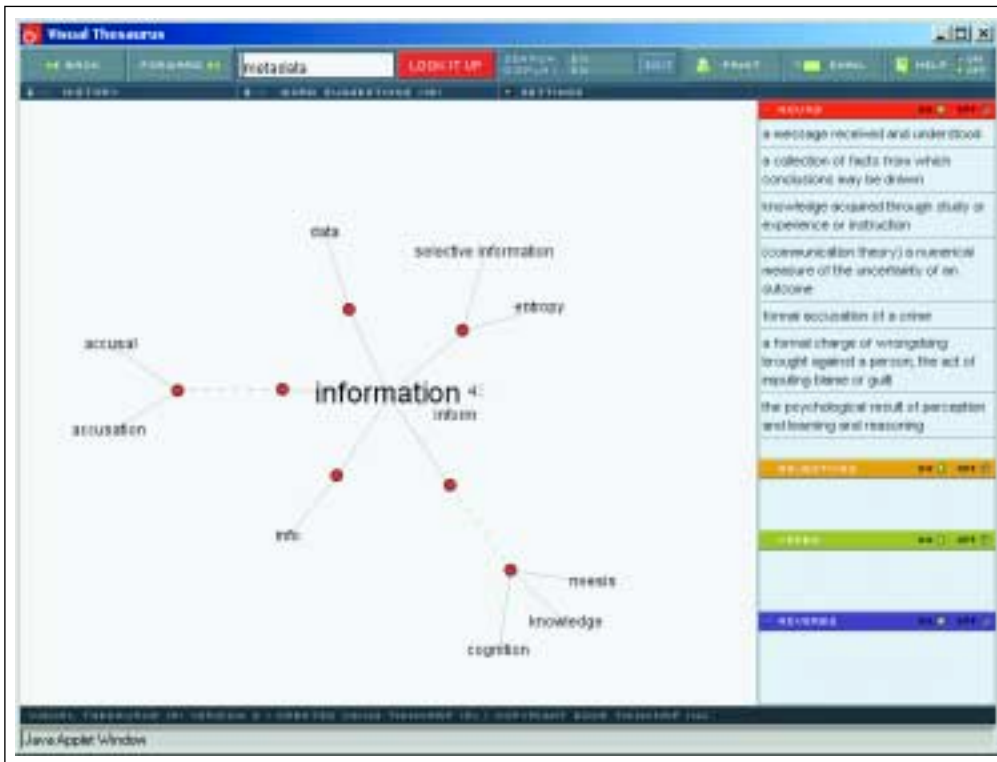 Visual Thesaurus
BACK
FORWARD
metadata
LOOK IT UP
EDIT
PRINT
EMAIL
HELP
HISTORY
WORD SUGGESTIONS
SETTINGS
NOUNS
a message received and understood
a collection of facts from which
conclusions may be drawn
knowledge acquired through study or
experience or instruction
(communication theory) a numerical
measure of the uncertainty of an
outcome
formal accusation of a crime
a formal charge of wrongdoing
brought against a person; the act of
imputing blame or guilt
the psychological result of perception
and learning and reasoning
ADJECTIVES
VERBS
data
selective information
entropy
accusal
information
inform
accusation
info
noesis
knowledge
cognition
Java Applet Window